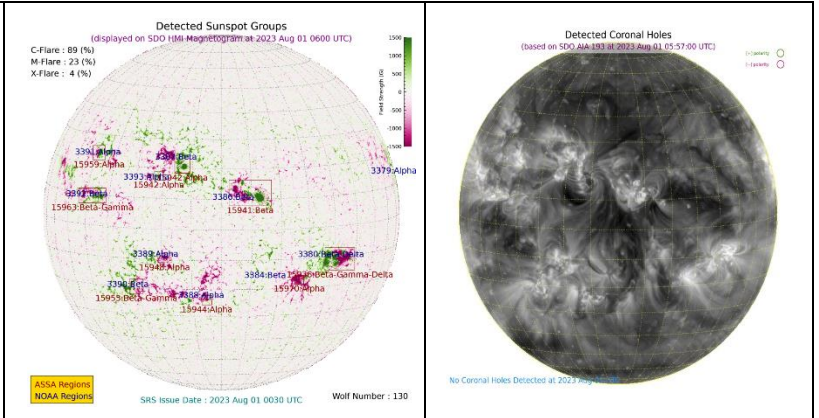 Detected Sunspot Groups
(displayed on SDO HMI Magnetogram at 2023 Aug 01 0600 UTC)
C-Flare : 89 (%)
M-Flare : 23 (%)
X-Flare : 4 (%)
1500
1000
500
0
-500
-1000
-1500
Field Strength (G)
3391:Alpha
15959:Alpha
3393:Alpha
15942:Alpha
3379:Alpha
3392:Beta
15963:Beta-Gamma
3386:Beta
15941:Beta
3389:Alpha
3380:Beta-Delta
3384:Beta
3390:Beta
15955:Beta-Gamma
3388:Alpha
15970:Alpha
15944:Alpha
ASSA Regions
NOAA Regions
SRS Issue Date : 2023 Aug 01 0030 UTC
Wolf Number : 130
Detected Coronal Holes
(based on SDO AIA 193 at 2023 Aug 01 05:57:00 UTC)
(+) polarity
(-) polarity
No Coronal Holes Detected at 2023 Aug